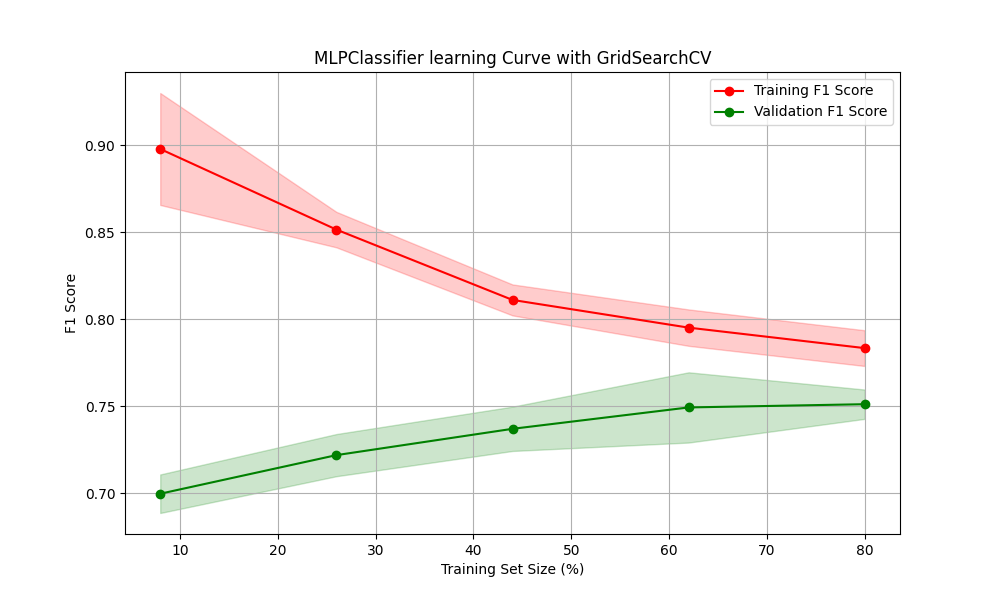 MLPClassifier learning Curve with GridSearchCV
Training F1 Score
Validation F1 Score
F1 Score
0.90
0.85
0.80
0.75
0.70
10 20 30 40 50 60 70 80
Training Set Size (%)